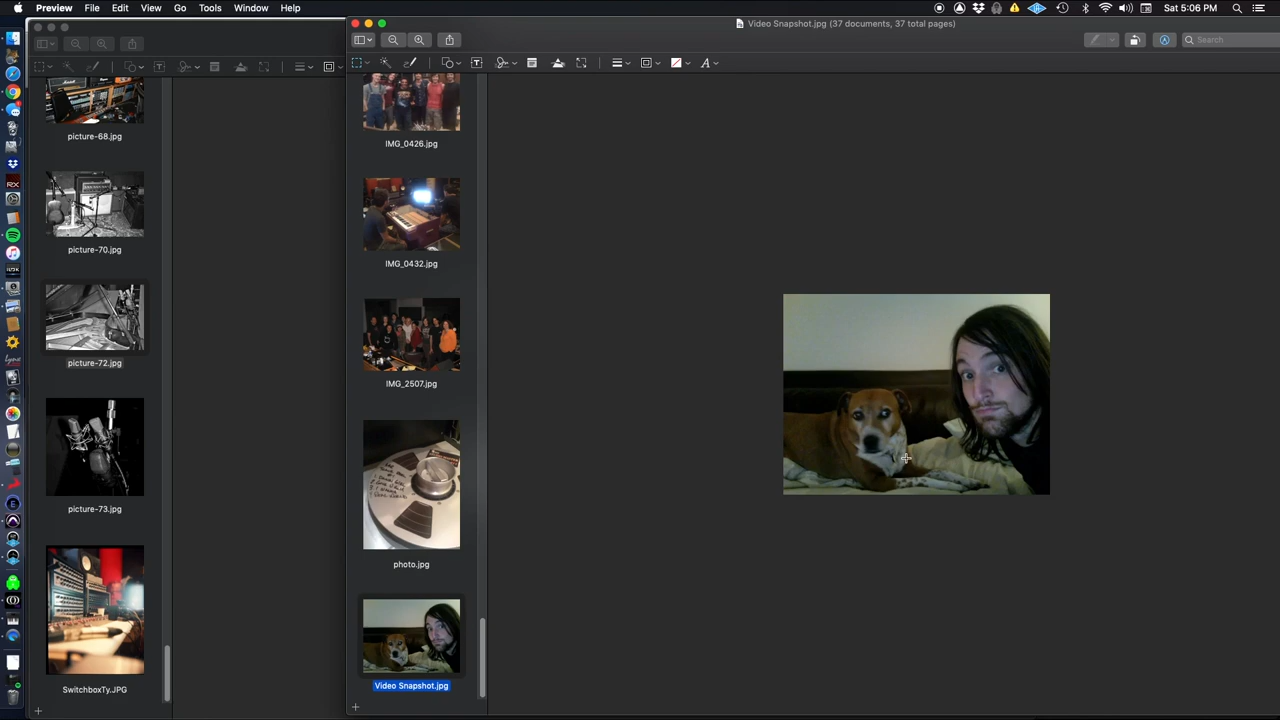 Preview File Edit View Go Tools Window Help
Sat 5:06 PM
Video Snapshot.jpg (37 documents, 37 total pages)
Search
picture-68.jpg
picture-70.jpg
picture-72.jpg
picture-73.jpg
SwitchboxTy.JPG
IMG_0426.jpg
IMG_0432.jpg
IMG_2507.jpg
photo.jpg
Video Snapshot.jpg